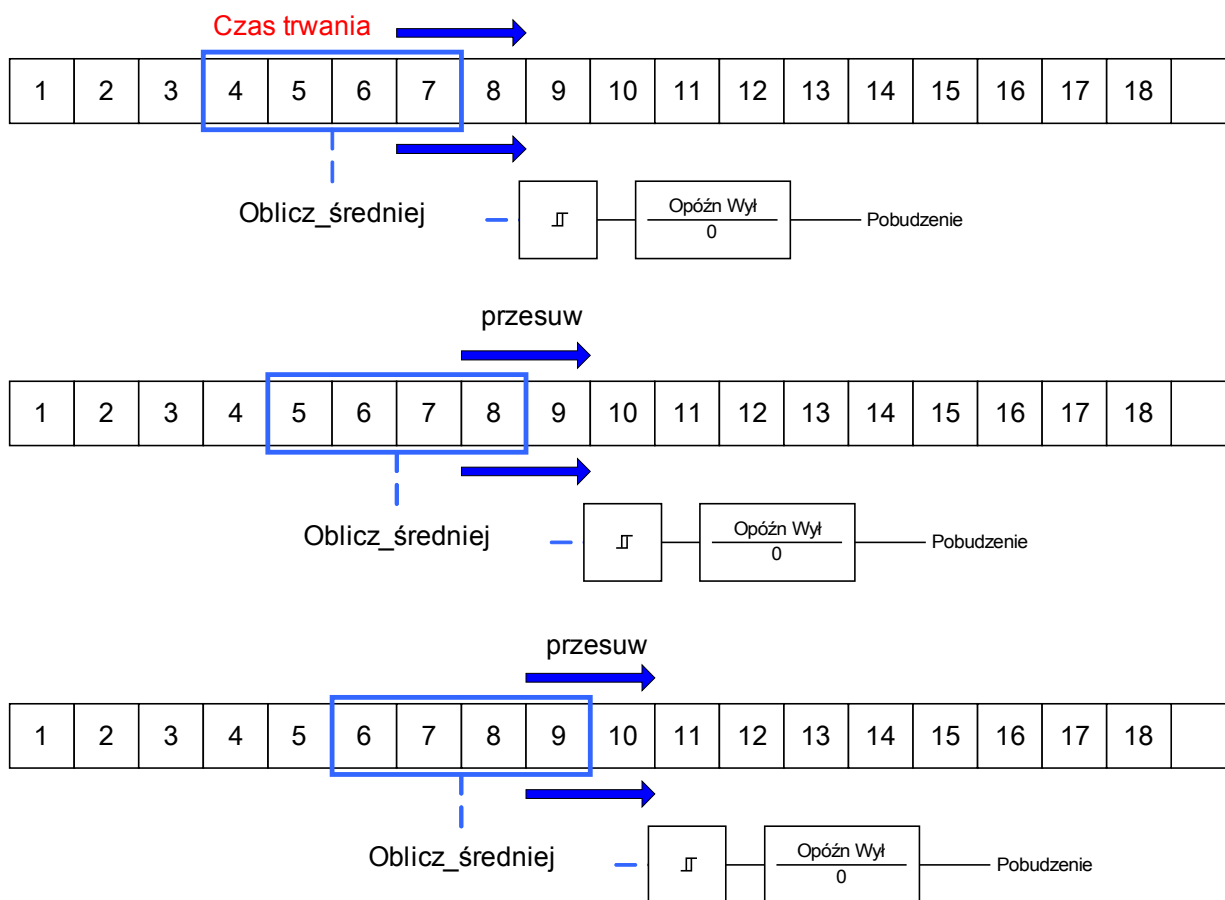 Czas trwania
1 2 3 4 5 6 7 8 9 10 11 12 13 14 15 16 17 18
Oblicz_średniej
Opóźn Wył
0
Pobudzenie
przesuw
1 2 3 4 5 6 7 8 9 10 11 12 13 14 15 16 17 18
Oblicz_średniej
Opóźn Wył
0
Pobudzenie
przesuw
1 2 3 4 5 6 7 8 9 10 11 12 13 14 15 16 17 18
Oblicz_średniej
Opóźn Wył
0
Pobudzenie